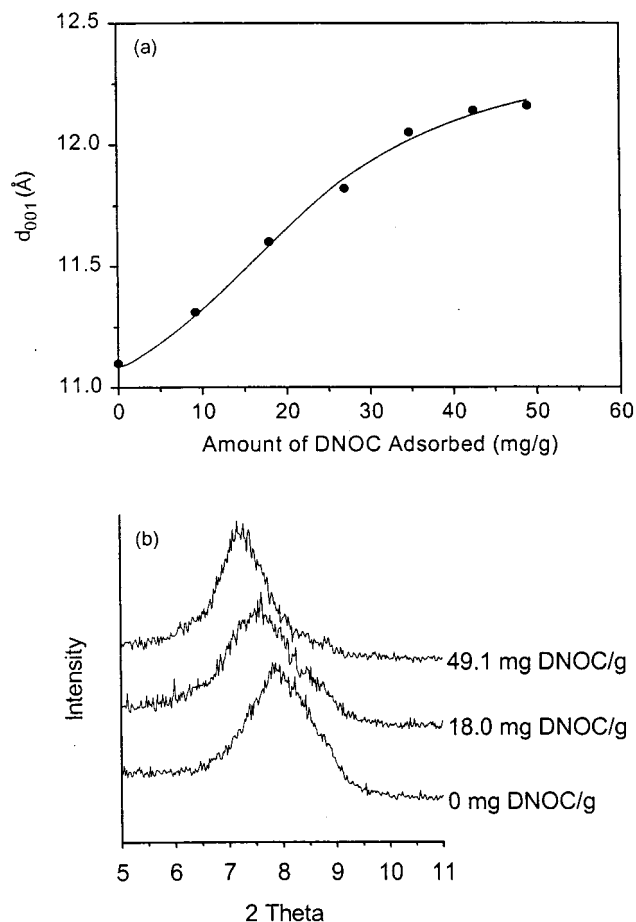 (a)
12.5
12.0
11.5
11.0
d001 (Å)
0 10 20 30 40 50 60
Amount of DNOC Adsorbed (mg/g)
(b)
Intensity
49.1 mg DNOC/g
18.0 mg DNOC/g
0 mg DNOC/g
5 6 7 8 9 10 11
2 Theta